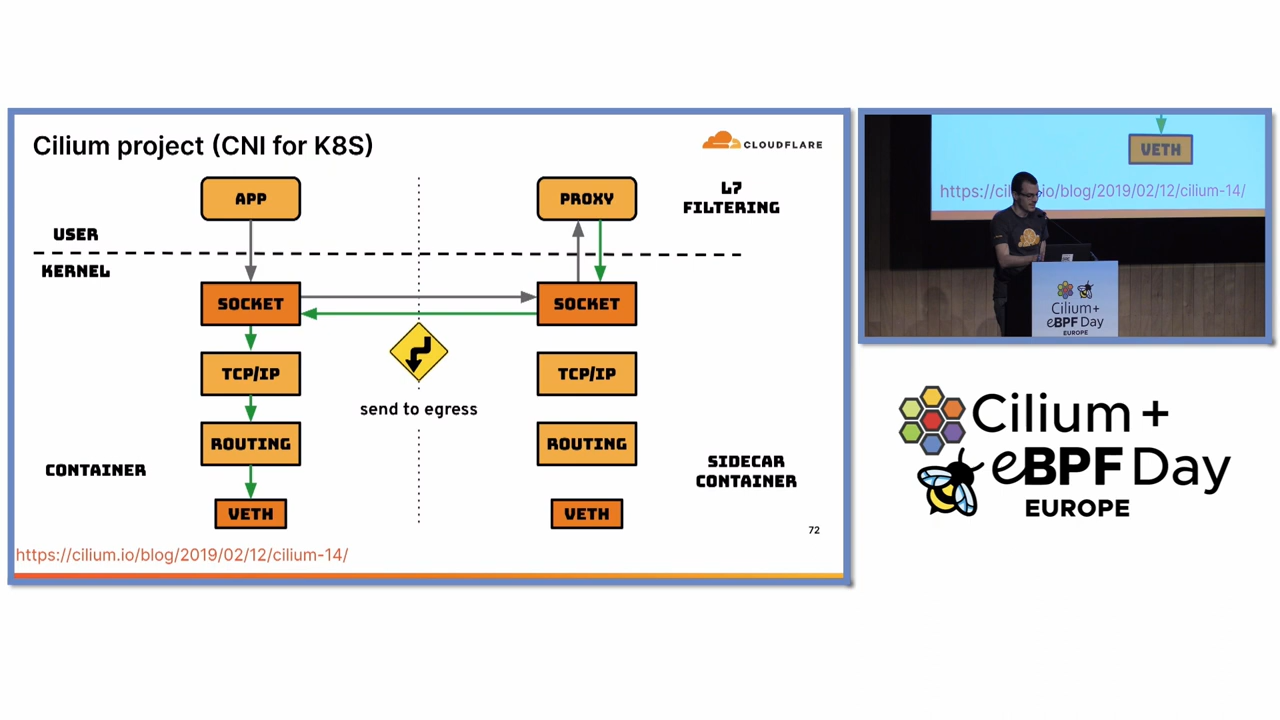 Cilium project (CNI for K8S)
CLOUDFLARE
APP
PROXY
L7
FILTERING
USER
KERNEL
SOCKET
SOCKET
TCP/IP
TCP/IP
send to egress
ROUTING
ROUTING
CONTAINER
SIDECAR
CONTAINER
VETH
VETH
72
https://cilium.io/blog/2019/02/12/cilium-14/
VETH
io/blog/2019/02/12/cilium-14/
Cilium+
eBPF Day
EUROPE
Cilium +
eBPF Day
EUROPE